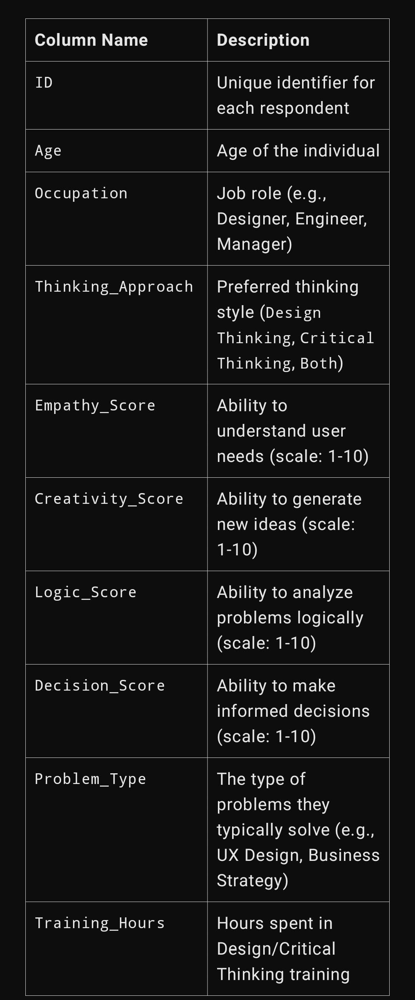 Column Name
Description
ID
Unique identifier for
each respondent
Age
Age of the individual
Occupation
Job role (e.g.,
Designer, Engineer,
Manager)
Thinking_Approach
Preferred thinking
style (Design
Thinking, Critical
Thinking, Both)
Empathy_Score
Ability to
understand user
needs (scale: 1-10)
Creativity_Score
Ability to generate
new ideas (scale:
1-10)
Logic_Score
Ability to analyze
problems logically
(scale: 1-10)
Decision_Score
Ability to make
informed decisions
(scale: 1-10)
Problem_Type
The type of
problems they
typically solve (e.g.,
UX Design, Business
Strategy)
Training_Hours
Hours spent in
Design/Critical
Thinking training